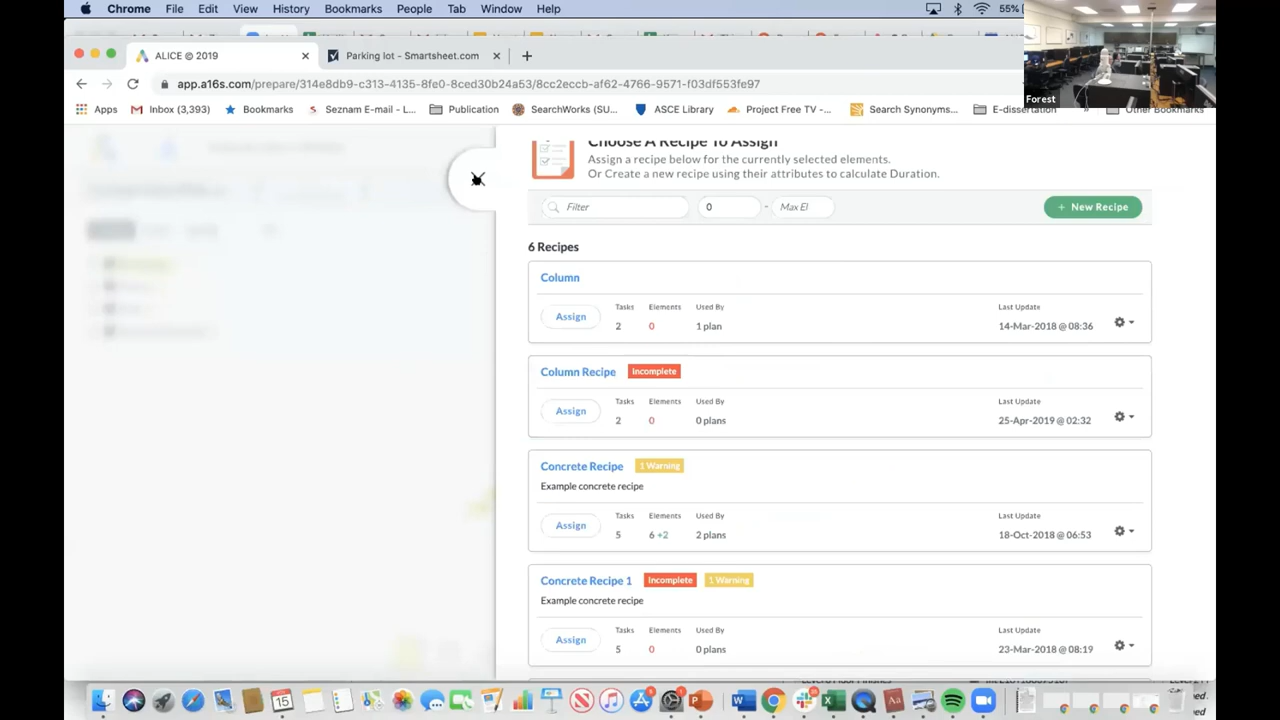 Chrome File Edit View History Bookmarks People Tab Window Help 55%
ALICE @ 2019 Parking lot - Smartsheet.com
app.a16s.com/prepare/314e8db9-c313-4135-8fe0-8ced30b24a53/8cc2eccb-af62-4766-9571-f03df553fe97
Forest
Apps Inbox (3,393) Bookmarks Zeeram E-mail - L... Publication SearchWorks (SU... ASCE Library Project Free TV -... Search Synonyms... E-dissertation » Other Bookmarks
Choose A Recipe To Assign
Assign a recipe below for the currently selected elements.
Or Create a new recipe using their attributes to calculate Duration.
Filter 0 - Max El + New Recipe
6 Recipes
Column
Tasks Elements Used By Last Update
Assign 2 0 1 plan 14-Mar-2018 @ 08:36
Column Recipe Incomplete
Tasks Elements Used By Last Update
Assign 2 0 0 plans 25-Apr-2019 @ 02:32
Concrete Recipe 1 Warning
Example concrete recipe
Tasks Elements Used By Last Update
Assign 5 6 +2 2 plans 18-Oct-2018 @ 06:53
Concrete Recipe 1 Incomplete 1 Warning
Example concrete recipe
Tasks Elements Used By Last Update
Assign 5 0 0 plans 23-Mar-2018 @ 08:19
15